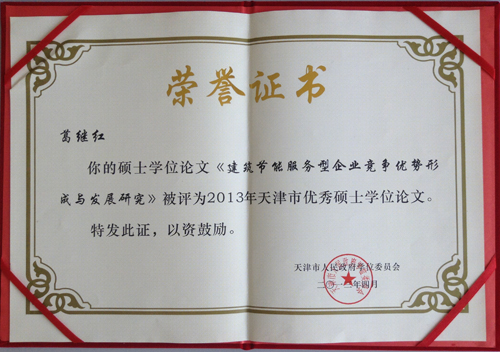 荣誉证书
葛继红
你的硕士学位论文《建筑节能服务型企业竞争优势形
成与发展研究》被评为2013年天津市优秀硕士学位论文。
特发此证,以资鼓励。
天津市人民政府学位委员会
年四月